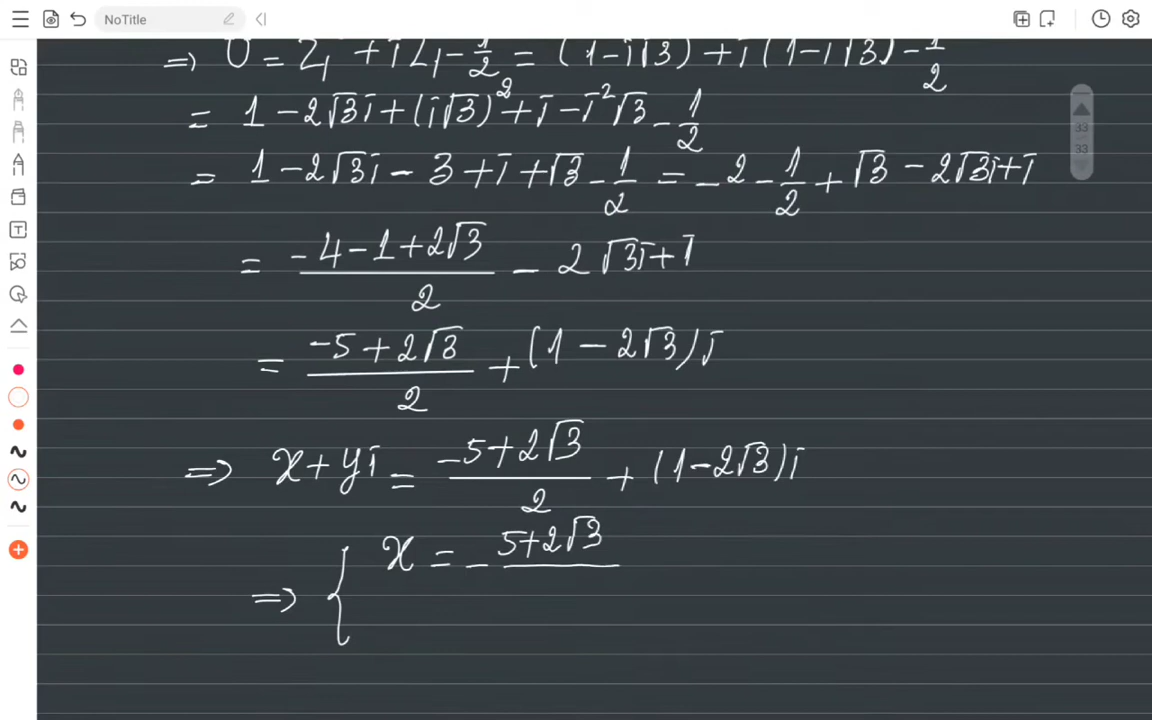 NoTitle
⇒ U = Z₁² + iZ₁ - 1/2 = (1 - i√3)² + i(1 - i√3) - 1/2
= 1 - 2√3i + (i√3)² + i - i²√3 - 1/2
= 1 - 2√3i - 3 + i + √3 - 1/2 = -2 - 1/2 + √3 - 2√3i + i
= (-4 - 1 + 2√3)/2 - 2√3i + i
= (-5 + 2√3)/2 + (1 - 2√3)i
⇒ x + yi = (-5 + 2√3)/2 + (1 - 2√3)i
⇒ { x = - 5 + 2√3
33
33